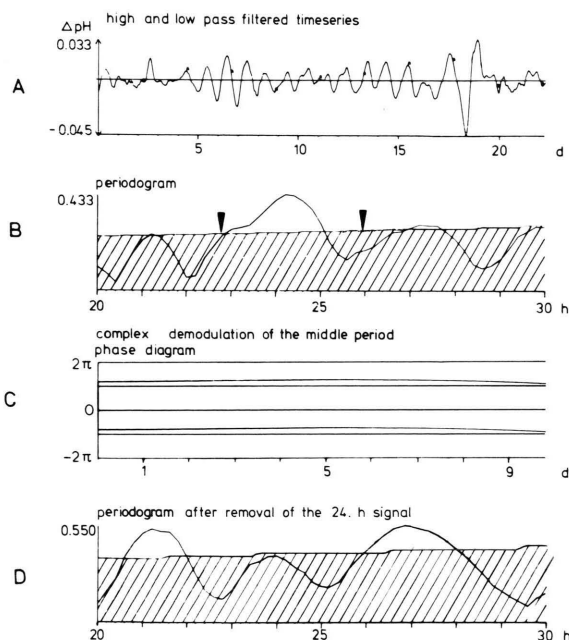 ΔpH high and low pass filtered timeseries
0.033
A
-0.045
5 10 15 20 d
periodogram
0.433
B
20 25 30 h
complex demodulation of the middle period
phase diagram
2π
C
0
-2π
1 5 9 d
periodogram after removal of the 24. h signal
0.550
D
20 25 30 h